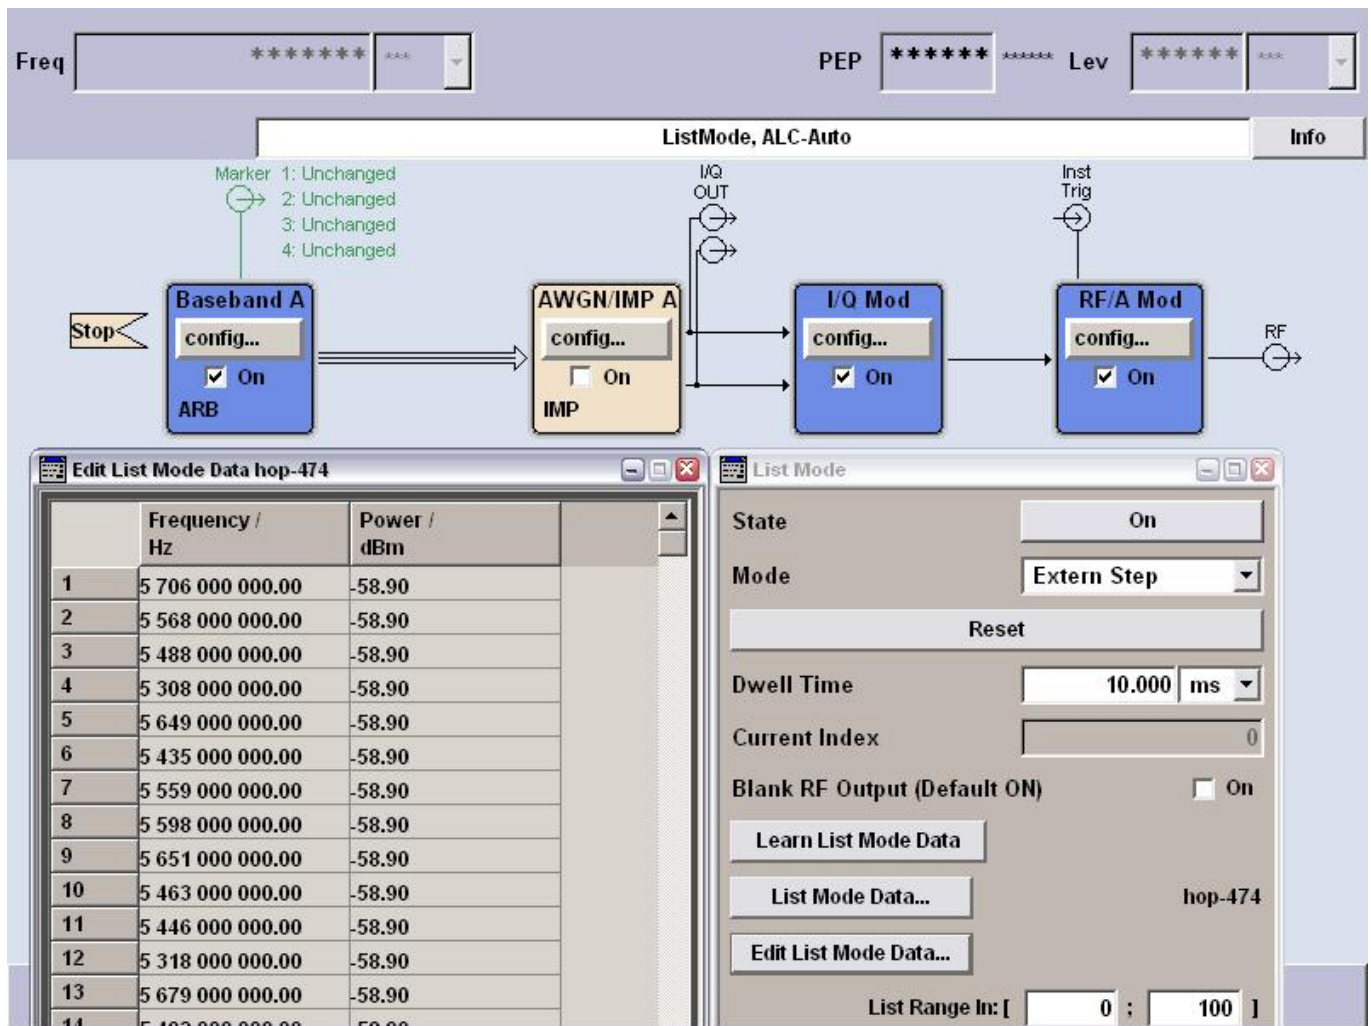 Freq ******* *** PEP ****** ****** Lev ****** ***
ListMode, ALC-Auto Info
Marker 1: Unchanged
2: Unchanged
3: Unchanged
4: Unchanged
I/Q
OUT
Inst
Trig
Stop
Baseband A
config...
On
ARB
AWGN/IMP A
config...
On
IMP
I/Q Mod
config...
On
RF/A Mod
config...
On
RF
Edit List Mode Data hop-474
Frequency / Power /
Hz dBm
1 5 706 000 000.00 -58.90
2 5 568 000 000.00 -58.90
3 5 488 000 000.00 -58.90
4 5 308 000 000.00 -58.90
5 5 649 000 000.00 -58.90
6 5 435 000 000.00 -58.90
7 5 559 000 000.00 -58.90
8 5 598 000 000.00 -58.90
9 5 651 000 000.00 -58.90
10 5 463 000 000.00 -58.90
11 5 446 000 000.00 -58.90
12 5 318 000 000.00 -58.90
13 5 679 000 000.00 -58.90
List Mode
State On
Mode Extern Step
Reset
Dwell Time 10.000 ms
Current Index 0
Blank RF Output (Default ON) On
Learn List Mode Data
List Mode Data... hop-474
Edit List Mode Data...
List Range In: [ 0 ; 100 ]